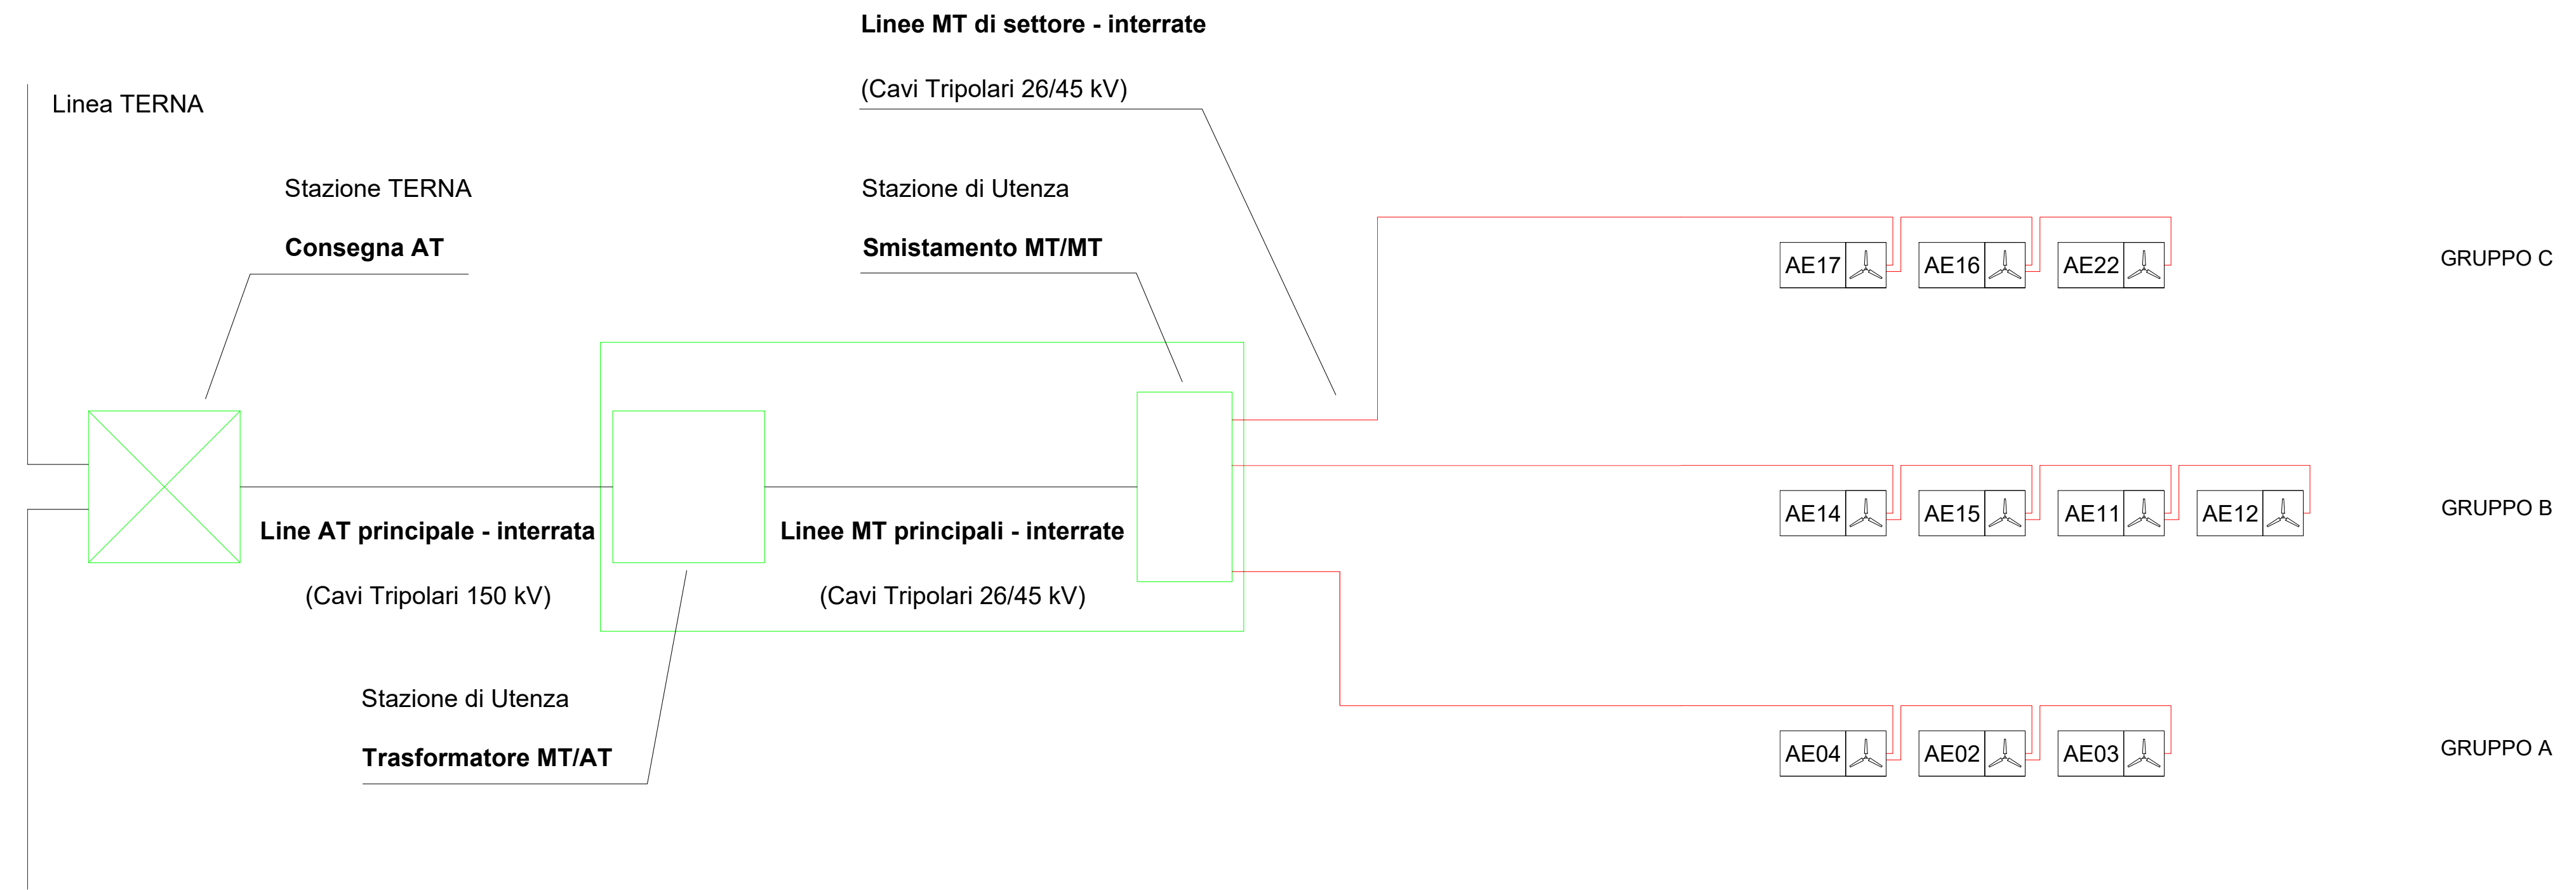 Linee MT di settore - interrate
(Cavi Tripolari 26/45 kV)
Linea TERNA
Stazione TERNA
Consegna AT
Stazione di Utenza
Smistamento MT/MT
AE17
AE16
AE22
GRUPPO C
Line AT principale - interrata
(Cavi Tripolari 150 kV)
Linee MT principali - interrate
(Cavi Tripolari 26/45 kV)
AE14
AE15
AE11
AE12
GRUPPO B
Stazione di Utenza
Trasformatore MT/AT
AE04
AE02
AE03
GRUPPO A